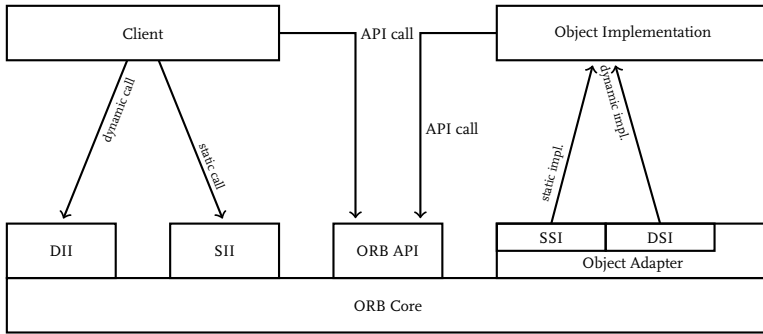 Client
API call
Object Implementation
dynamic call
static call
API call
static impl.
dynamic impl.
DII
SII
ORB API
SSI
DSI
Object Adapter
ORB Core